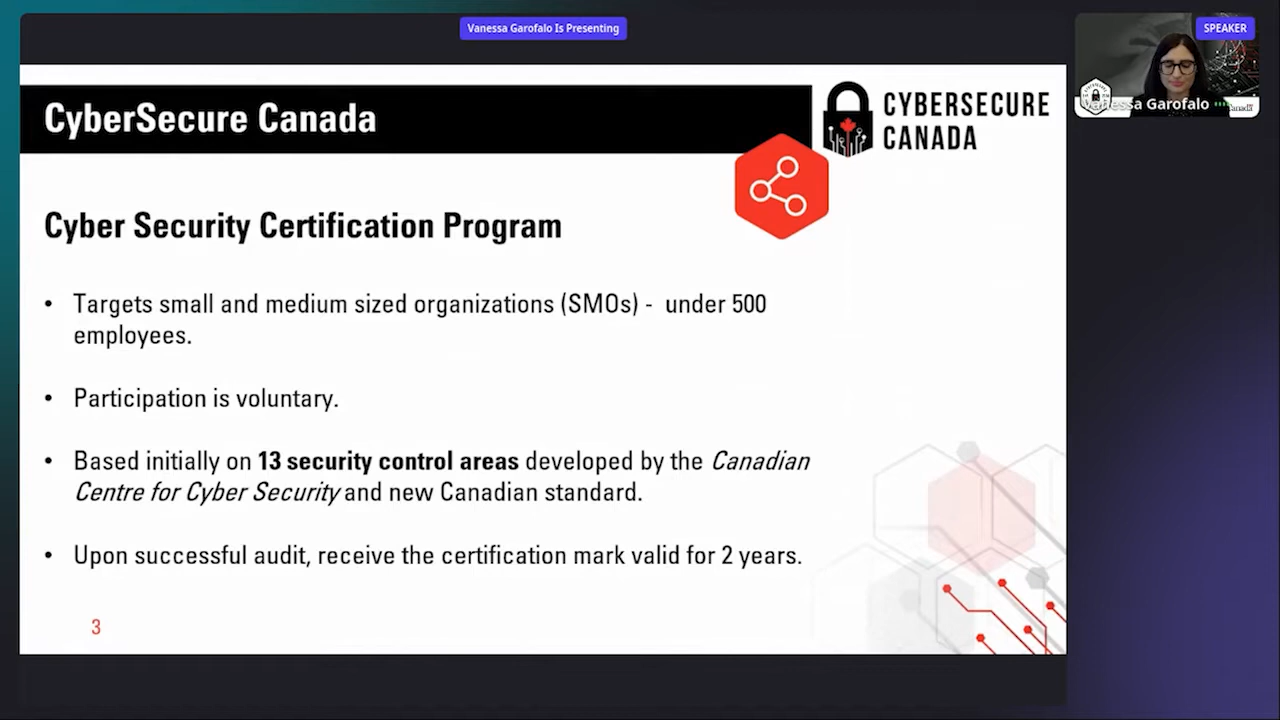 Vanessa Garofalo Is Presenting
SPEAKER
Vanessa Garofalo
CyberSecure Canada
CYBERSECURE
CANADA
Cyber Security Certification Program
• Targets small and medium sized organizations (SMOs) - under 500
employees.
• Participation is voluntary.
• Based initially on 13 security control areas developed by the Canadian
Centre for Cyber Security and new Canadian standard.
• Upon successful audit, receive the certification mark valid for 2 years.
3